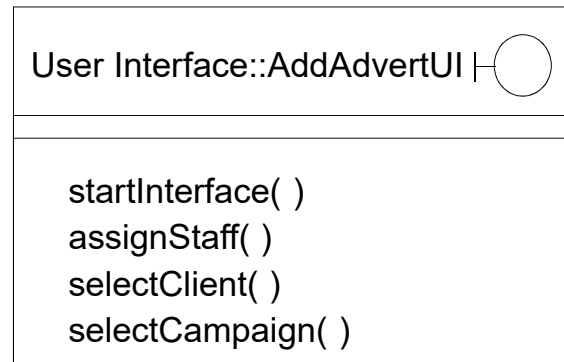 User Interface::AddAdvertUI
startInterface( )
assignStaff( )
selectClient( )
selectCampaign( )